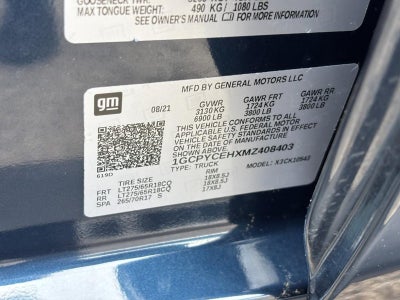 MAX TONGUE WEIGHT: 490 KG / 1080 LBS
SEE OWNER'S MANUAL FOR MORE INFORMATION
gm
MFD BY GENERAL MOTORS LLC
08/21 GVWR GAWR FRT GAWR RR
3130 KG 1724 KG 1724 KG
6900 LB 3800 LB 3800 LB
THIS VEHICLE CONFORMS TO ALL
APPLICABLE U.S. FEDERAL MOTOR
VEHICLE SAFETY STANDARDS IN
EFFECT ON THE DATE OF
MANUFACTURE SHOWN ABOVE.
1GCPYCEHXMZ408403
TYPE: TRUCK MODEL: X3CK10543
619D
TIRE SIZE RIM
FRT LT275/65R18CQ 18X8.5J
RR LT275/65R18CQ 18X8.5J
SPA 265/70R17 S 17X8J